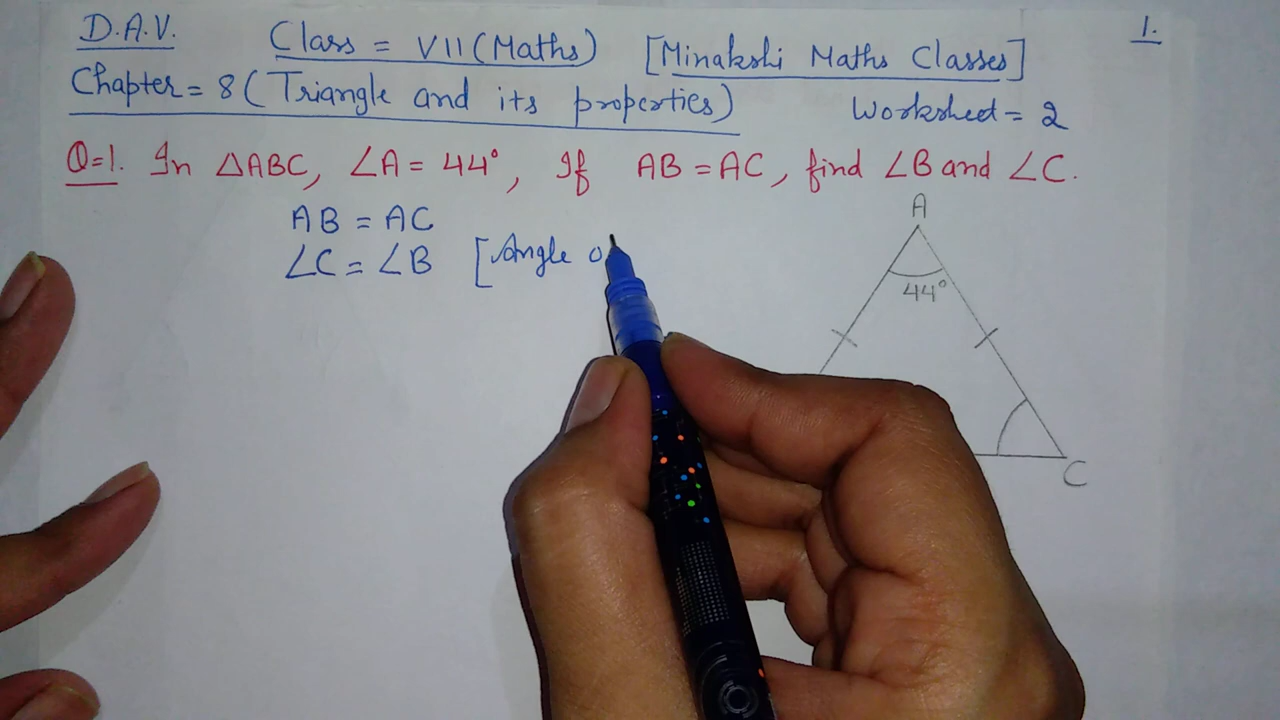 D.A.V. Class = VII (Maths) [Minakshi Maths Classes] 1.
Chapter = 8 (Triangle and its properties) Worksheet = 2
Q=1. In △ABC, ∠A = 44°, If AB = AC, find ∠B and ∠C.
AB = AC
∠C = ∠B [Angle o
A
44°
C